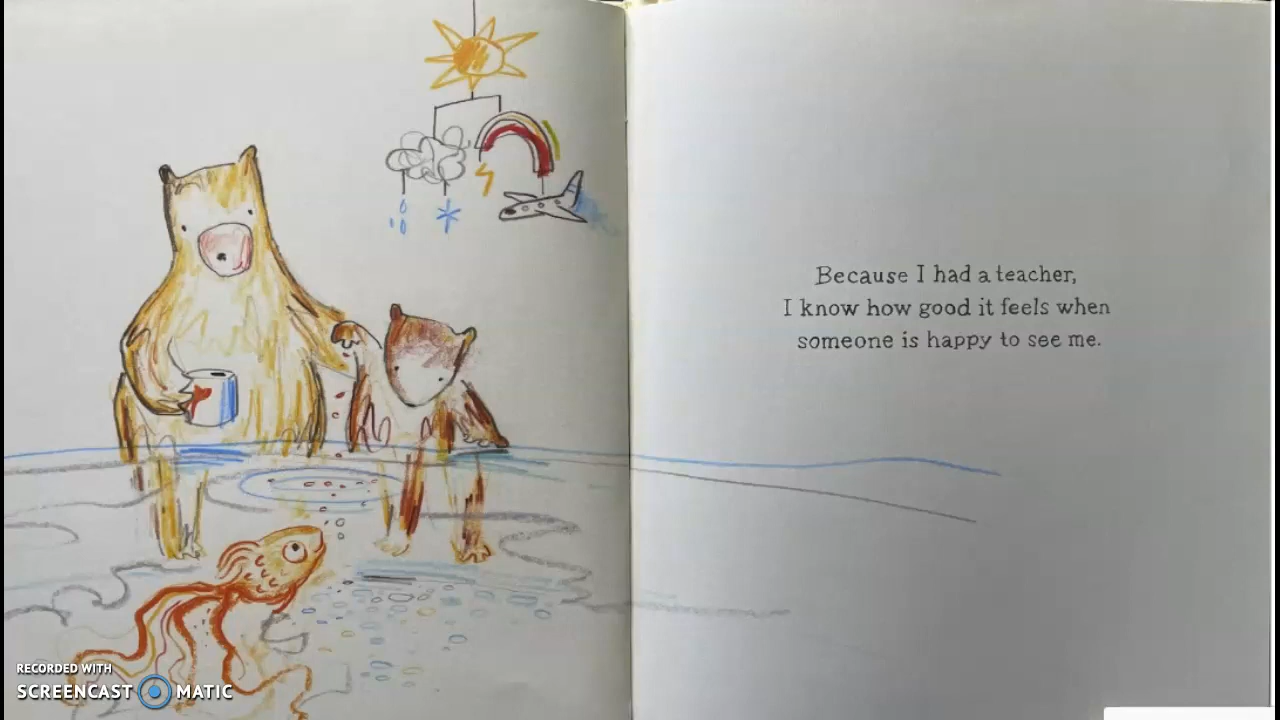 Because I had a teacher,
I know how good it feels when
someone is happy to see me.
RECORDED WITH
SCREENCAST MATIC